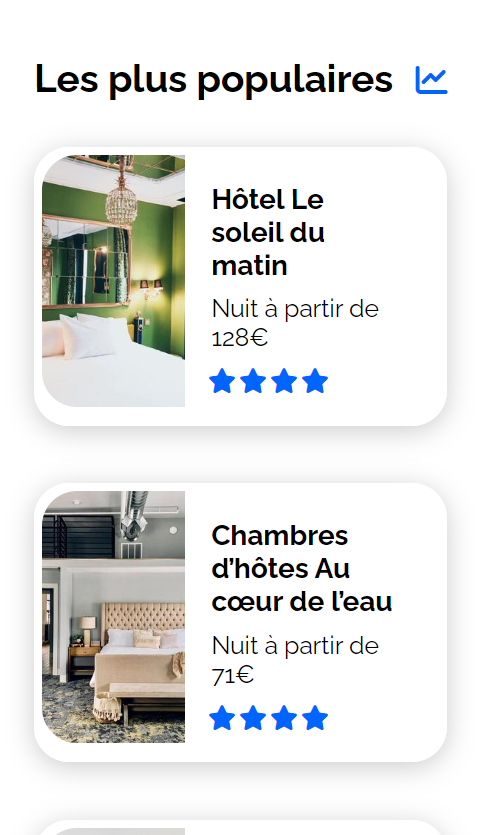 Les plus populaires
Hôtel Le
soleil du
matin
Nuit à partir de
128€
Chambres
d’hôtes Au
cœur de l’eau
Nuit à partir de
71€